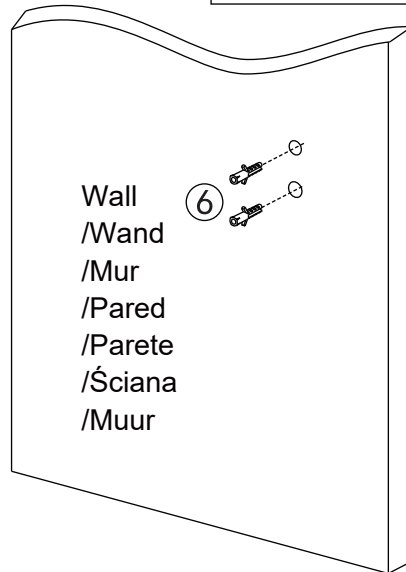 Wall
6
/Wand
/Mur
/Pared
/Parete
/Ściana
/Muur